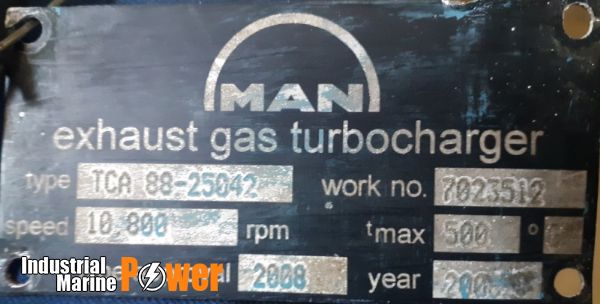 MAN
exhaust gas turbocharger
type TCA 88-25042 work no. 7023512
speed 10.800 rpm tmax 500 °
2008 year
Industrial
Marine Power